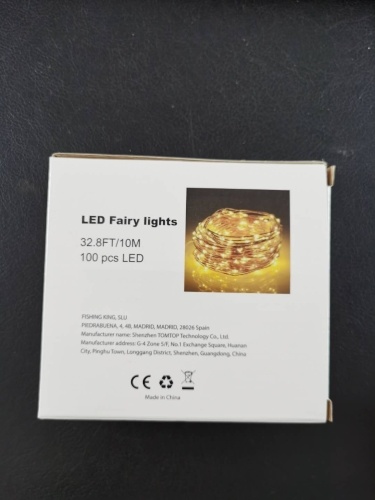 LED Fairy lights
32.8FT/10M
100 pcs LED
FISHING KING, SLU
PIEDRABUENA, 4, 4B, MADRID, MADRID, 28026 Spain
Manufacturer name: Shenzhen TOMTOP Technology Co., Ltd.
Manufacturer address: G-4 Zone 5/F, No.1 Exchange Square, Huanan
City, Pinghu Town, Longgang District, Shenzhen, Guangdong, China
CE
Made in China